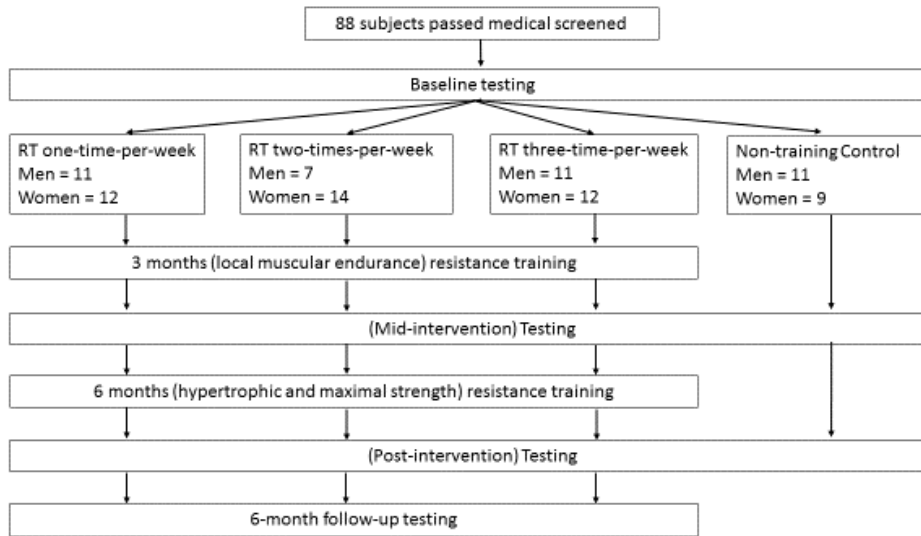 88 subjects passed medical screened
Baseline testing
RT one-time-per-week
Men = 11
Women = 12
RT two-times-per-week
Men = 7
Women = 14
RT three-time-per-week
Men = 11
Women = 12
Non-training Control
Men = 11
Women = 9
3 months (local muscular endurance) resistance training
(Mid-intervention) Testing
6 months (hypertrophic and maximal strength) resistance training
(Post-intervention) Testing
6-month follow-up testing